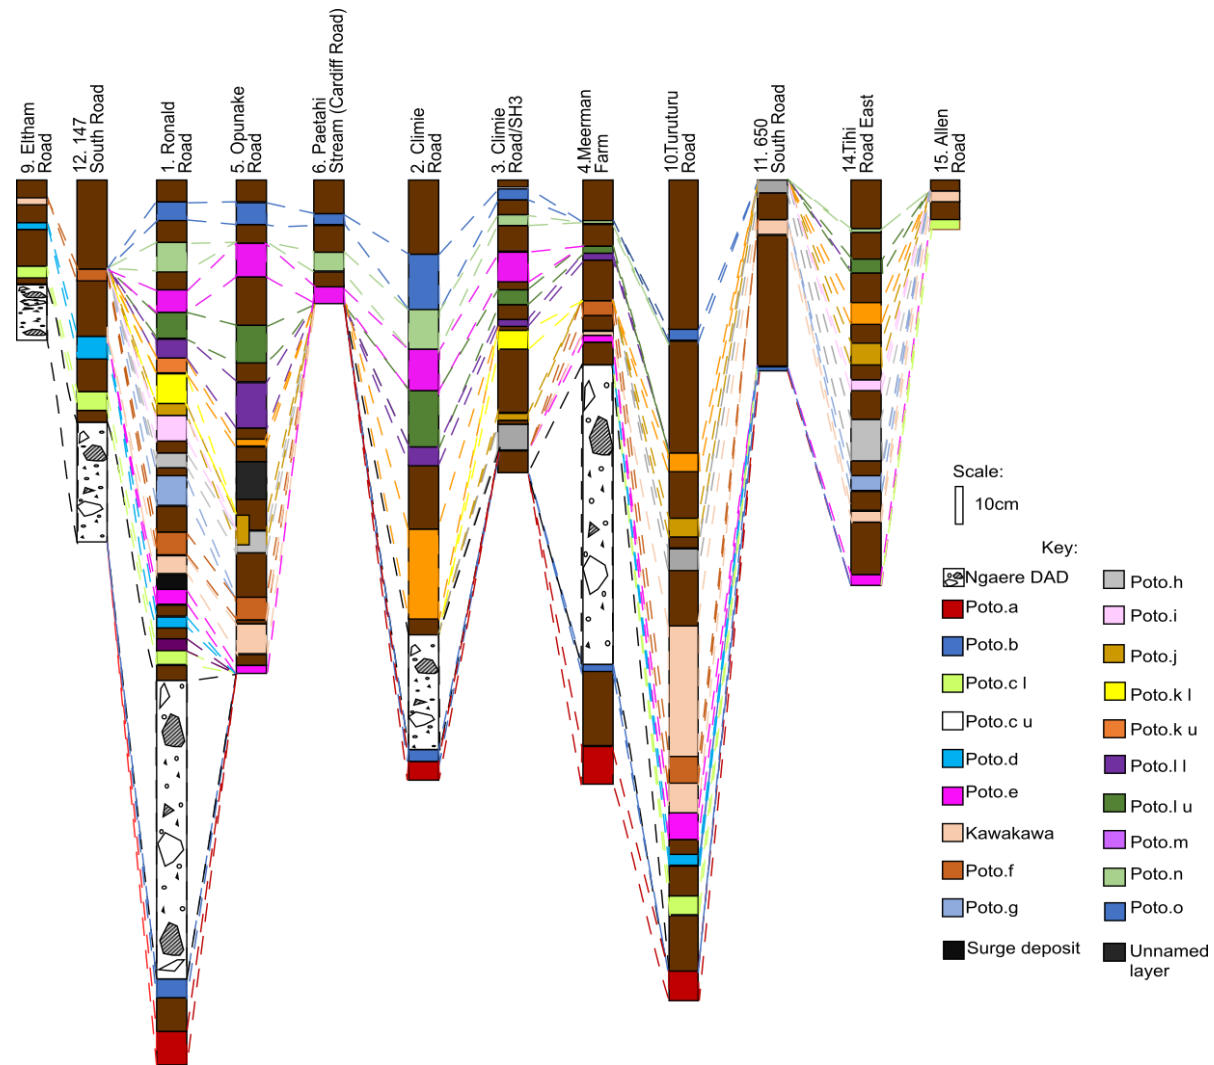 9. Eltham
Road
12. 147
South Road
1. Ronald
Road
5. Opunake
Road
6. Paetahi
Stream (Cardiff Road)
2. Climie
Road
3. Climie
Road/SH3
4.Meerman
Farm
10.Turuturu
Road
11. 650
South Road
14.Tihi
Road East
15. Allen
Road
Scale:
10cm
Key:
Ngaere DAD
Poto.a
Poto.b
Poto.c l
Poto.c u
Poto.d
Poto.e
Kawakawa
Poto.f
Poto.g
Surge deposit
Poto.h
Poto.i
Poto.j
Poto.k l
Poto.k u
Poto.l l
Poto.l u
Poto.m
Poto.n
Poto.o
Unnamed
layer